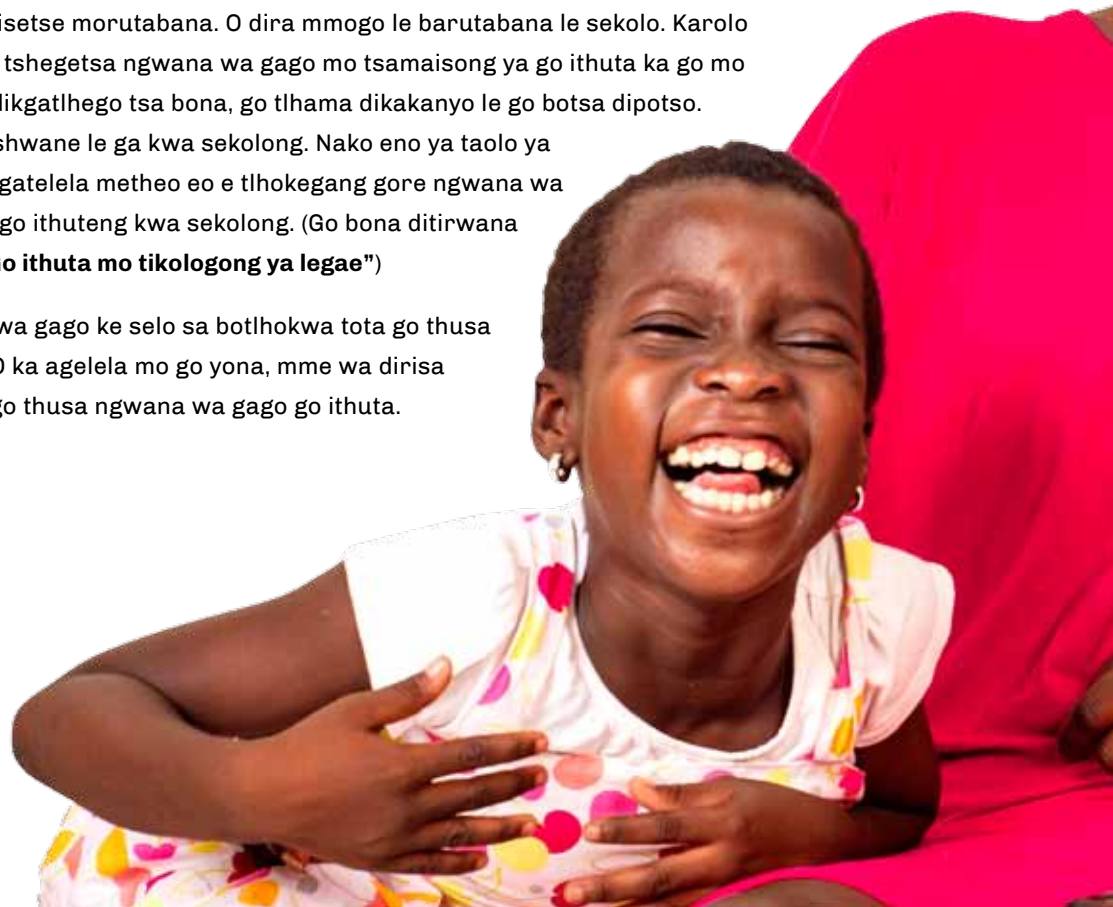 isetse morutabana. O dira mmogo le barutabana le sekolo. Karolo
tshegetsa ngwana wa gago mo tsamaisong ya go ithuta ka go mo
dikgatlhego tsa bona, go tlhama dikakanyo le go botsa dipotso.
shwane le ga kwa sekolong. Nako eno ya taolo ya
gatelela metheo eo e tlhokegang gore ngwana wa
go ithuteng kwa sekolong. (Go bona ditirwana
o ithuta mo tikologong ya legae”)
wa gago ke selo sa botlhokwa tota go thusa
O ka agelela mo go yona, mme wa dirisa
go thusa ngwana wa gago go ithuta.